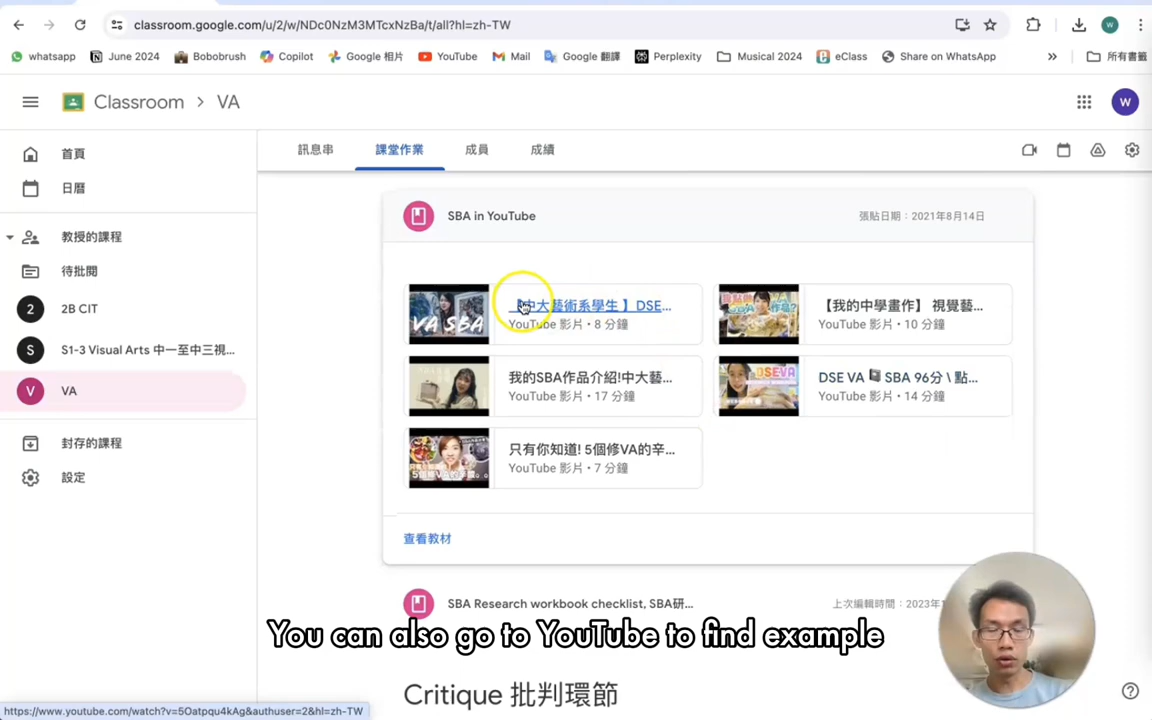 classroom.google.com/u/2/w/NDc0NzM3MTcxNzBa/t/all?hl=zh-TW
W
whatsapp
June 2024
Bobobrush
Copilot
Google 相片
YouTube
Mail
Google 翻譯
Perplexity
Musical 2024
eClass
Share on WhatsApp
»
所有書籤
Classroom > VA
W
首頁
日曆
教授的課程
待批閱
2 2B CIT
S S1-3 Visual Arts 中一至中三視...
V VA
封存的課程
設定
訊息串
課堂作業
成員
成績
SBA in YouTube
張貼日期：2021年8月14日
VA SBA
中大藝術系學生 】DSE...
YouTube 影片 • 8 分鐘
【我的中學畫作】 視覺藝...
YouTube 影片 • 10 分鐘
我的SBA作品介紹!中大藝...
YouTube 影片 • 17 分鐘
DSEVA
DSE VA 📓 SBA 96分 \ 點...
YouTube 影片 • 14 分鐘
只有你知道! 5個修VA的辛...
YouTube 影片 • 7 分鐘
查看教材
SBA Research workbook checklist, SBA研...
上次編輯時間：2023年
You can also go to YouTube to find example
Critique 批判環節
https://www.youtube.com/watch?v=5Oatpqu4kAg&authuser=2&hl=zh-TW